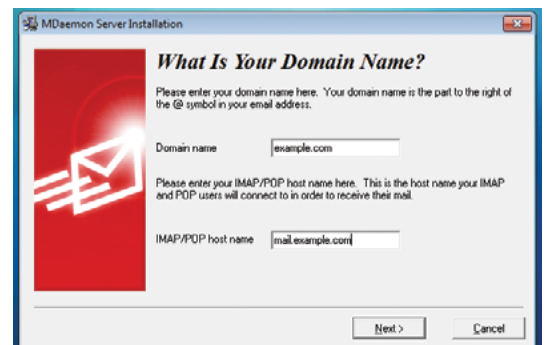 MDaemon Server Installation
What Is Your Domain Name?
Please enter your domain name here. Your domain name is the part to the right of
the @ symbol in your email address.
Domain name
example.com
Please enter your IMAP/POP host name here. This is the host name your IMAP
and POP users will connect to in order to receive their mail.
IMAP/POP host name
mail.example.com
Next >
Cancel